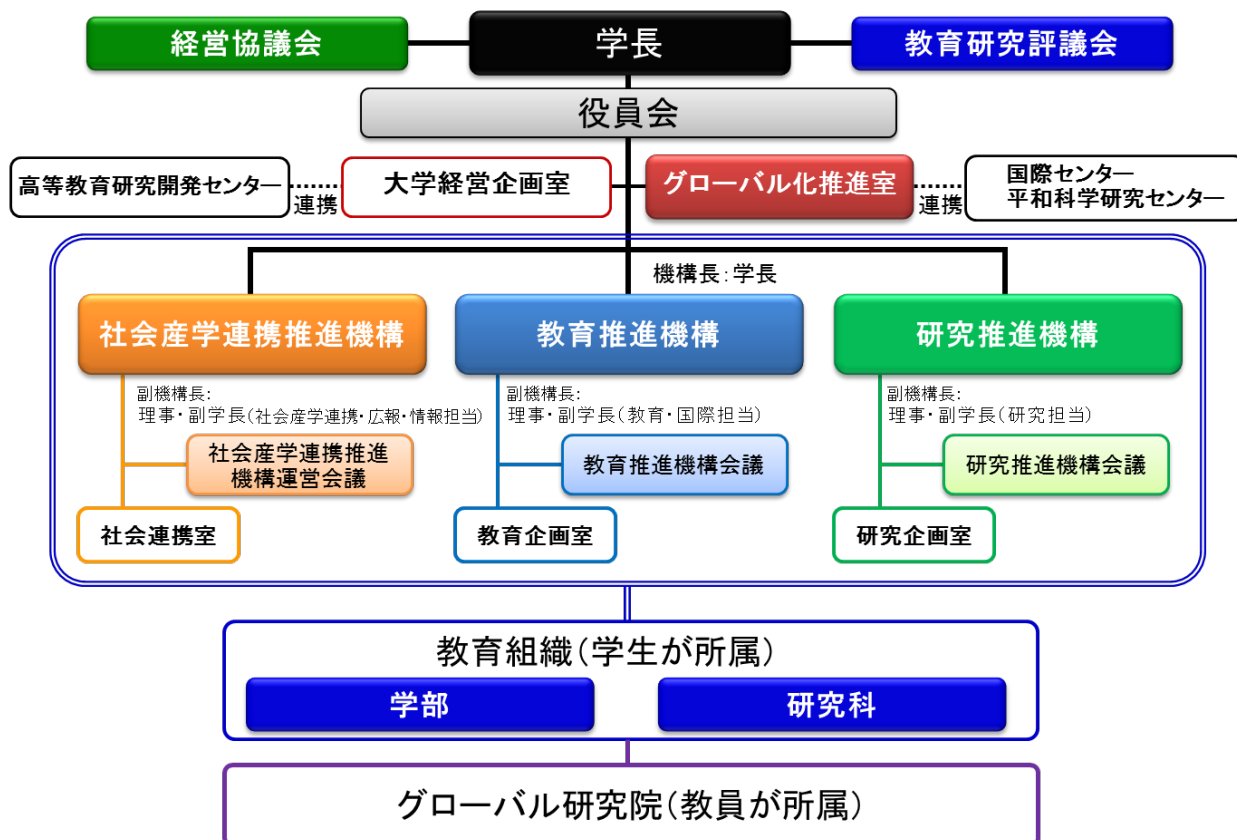 経営協議会
学長
教育研究評議会
役員会
高等教育研究開発センター
連携
大学経営企画室
グローバル化推進室
連携
国際センター
平和科学研究センター
機構長:学長
社会産学連携推進機構
副機構長:
理事・副学長(社会産学連携・広報・情報担当)
社会産学連携推進
機構運営会議
社会連携室
教育推進機構
副機構長:
理事・副学長(教育・国際担当)
教育推進機構会議
教育企画室
研究推進機構
副機構長:
理事・副学長(研究担当)
研究推進機構会議
研究企画室
教育組織(学生が所属)
学部
研究科
グローバル研究院(教員が所属)